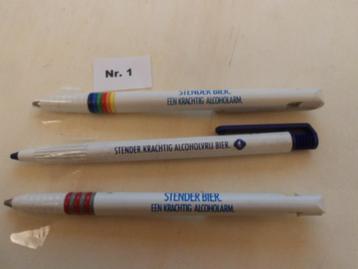 Nr. 1
STENDER BIER.
EEN KRACHTIG ALCOHOLARM.
STENDER. KRACHTIG ALCOHOLVRIJ BIER.
STENDER BIER.
EEN KRACHTIG ALCOHOLARM.